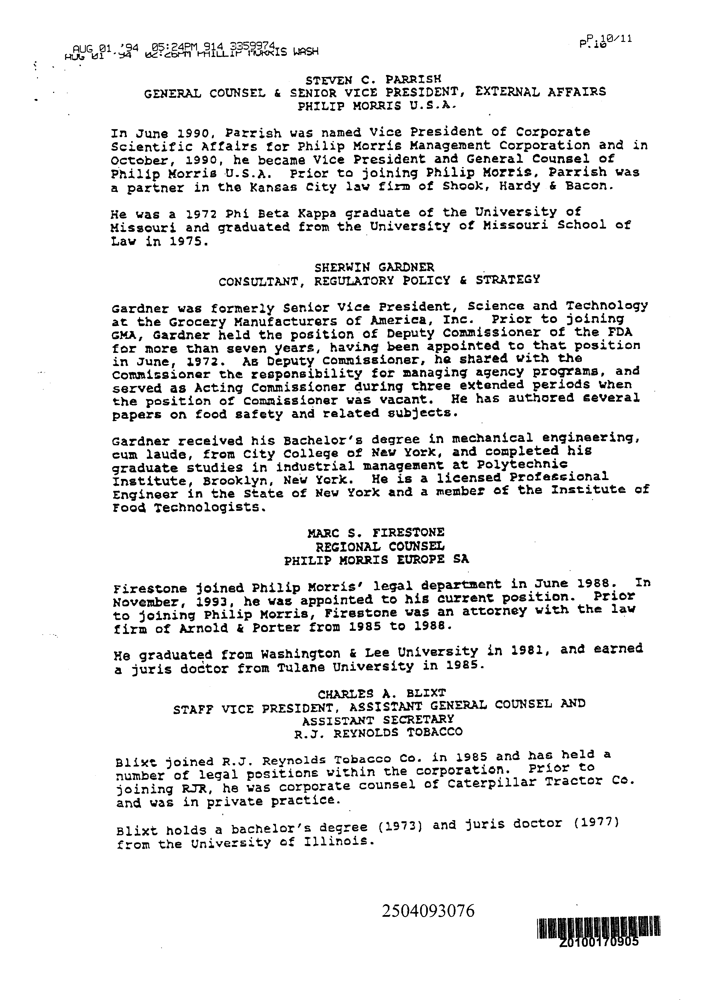 AUG 01 '94 05:24PM 914 3359974
P.10/11
STEVEN C. PARRISH
GENERAL COUNSEL & SENIOR VICE PRESIDENT, EXTERNAL AFFAIRS
PHILIP MORRIS U.S.A.
In June 1990, Parrish was named Vice President of Corporate
Scientific Affairs for Philip Morris Management Corporation and in
October, 1990, he became Vice President and General Counsel of
Philip Morris U.S.A. Prior to joining Philip Morris, Parrish was
a partner in the Kansas City law firm of Shook, Hardy & Bacon.
He was a 1972 Phi Beta Kappa graduate of the University of
Missouri and graduated from the University of Missouri School of
Law in 1975.
SHERWIN GARDNER
CONSULTANT, REGULATORY POLICY & STRATEGY
Gardner was formerly Senior Vice President, Science and Technology
at the Grocery Manufacturers of America, Inc. Prior to joining
GMA, Gardner held the position of Deputy Commissioner of the FDA
for more than seven years, having been appointed to that position
in June, 1972. As Deputy Commissioner, he shared with the
Commissioner the responsibility for managing agency programs, and
served as Acting Commissioner during three extended periods when
the position of Commissioner was vacant. He has authored several
papers on food safety and related subjects.
Gardner received his Bachelor's degree in mechanical engineering,
cum laude, from City College of New York, and completed his
graduate studies in industrial management at Polytechnic
Institute, Brooklyn, New York. He is a licensed Professional
Engineer in the State of New York and a member of the Institute of
Food Technologists.
MARC S. FIRESTONE
REGIONAL COUNSEL
PHILIP MORRIS EUROPE SA
Firestone joined Philip Morris' legal department in June 1988. In
November, 1993, he was appointed to his current position. Prior
to joining Philip Morris, Firestone was an attorney with the law
firm of Arnold & Porter from 1985 to 1988.
He graduated from Washington & Lee University in 1981, and earned
a juris doctor from Tulane University in 1985.
CHARLES A. BLIXT
STAFF VICE PRESIDENT, ASSISTANT GENERAL COUNSEL AND
ASSISTANT SECRETARY
R.J. REYNOLDS TOBACCO
Blixt joined R.J. Reynolds Tobacco Co. in 1985 and has held a
number of legal positions within the corporation. Prior to
joining RJR, he was corporate counsel of Caterpillar Tractor Co.
and was in private practice.
Blixt holds a bachelor's degree (1973) and juris doctor (1977)
from the University of Illinois.
2504093076
20100170905